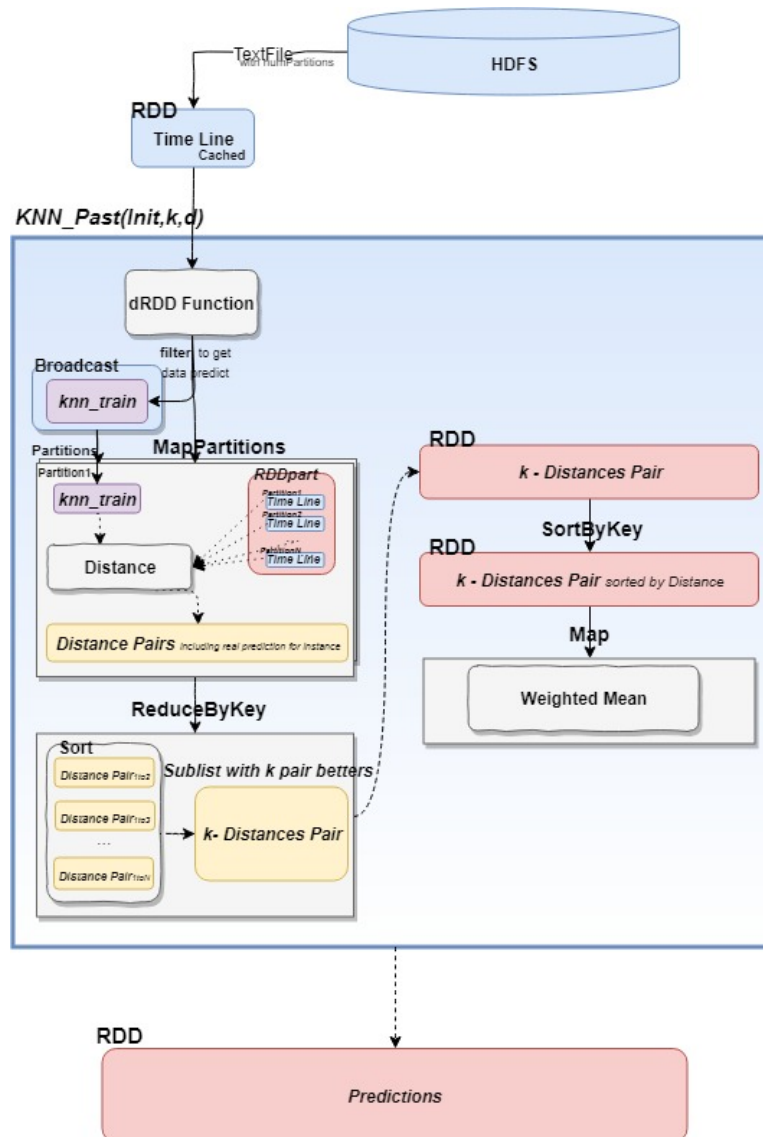 HDFS
TextFile
with numPartitions
RDD
Time Line
Cached
KNN_Past(Init,k,d)
dRDD Function
filter to get
data predict
Broadcast
knn_train
Partitions
MapPartitions
Partition1
knn_train
RDDpart
Partition1
Time Line
Partition2
Time Line
...
PartitionN
Time Line
Distance
Distance Pairs including real prediction for instance
ReduceByKey
Sort
Distance Pair1to2
Distance Pair1to3
...
Distance Pair1toN
Sublist with k pair betters
k- Distances Pair
RDD
k - Distances Pair
SortByKey
RDD
k - Distances Pair sorted by Distance
Map
Weighted Mean
RDD
Predictions